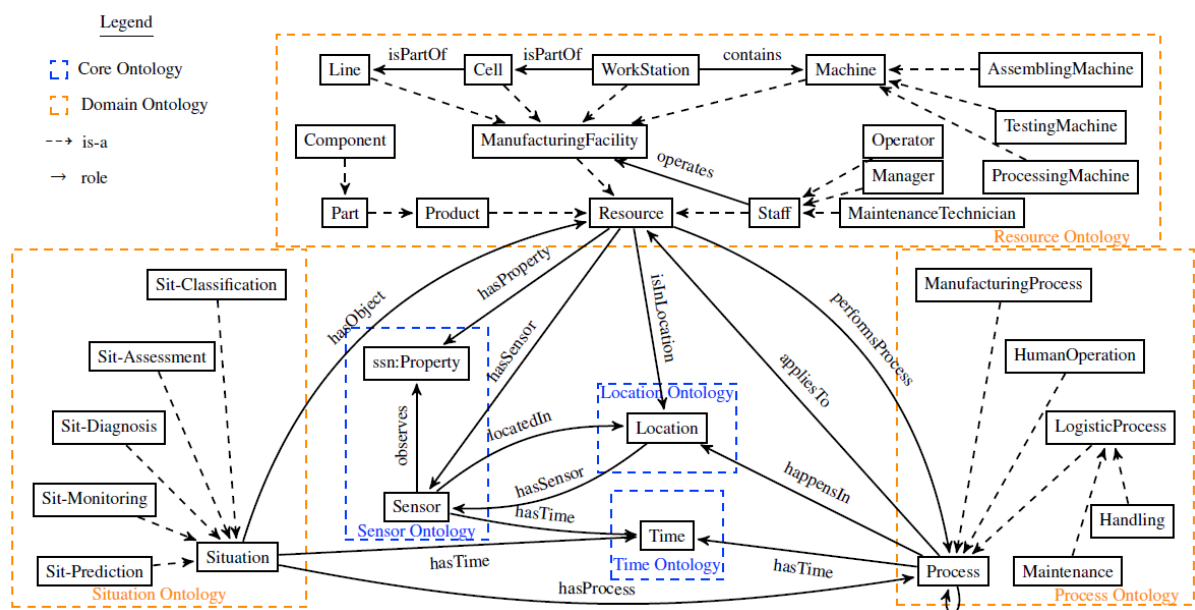 Legend
Core Ontology
Domain Ontology
is-a
role
Line
isPartOf
Cell
isPartOf
WorkStation
contains
Machine
AssemblingMachine
TestingMachine
ProcessingMachine
Component
ManufacturingFacility
operates
Operator
Manager
Part
Product
Resource
Staff
MaintenanceTechnician
Resource Ontology
Sit-Classification
Sit-Assessment
Sit-Diagnosis
Sit-Monitoring
Sit-Prediction
Situation
Situation Ontology
hasObject
hasProperty
hasSensor
isInLocation
performsProcess
appliesTo
ssn:Property
observes
locatedIn
Location Ontology
Location
hasSensor
happensIn
Sensor
Sensor Ontology
hasTime
Time
Time Ontology
hasTime
hasTime
hasProcess
ManufacturingProcess
HumanOperation
LogisticProcess
Handling
Maintenance
Process
Process Ontology